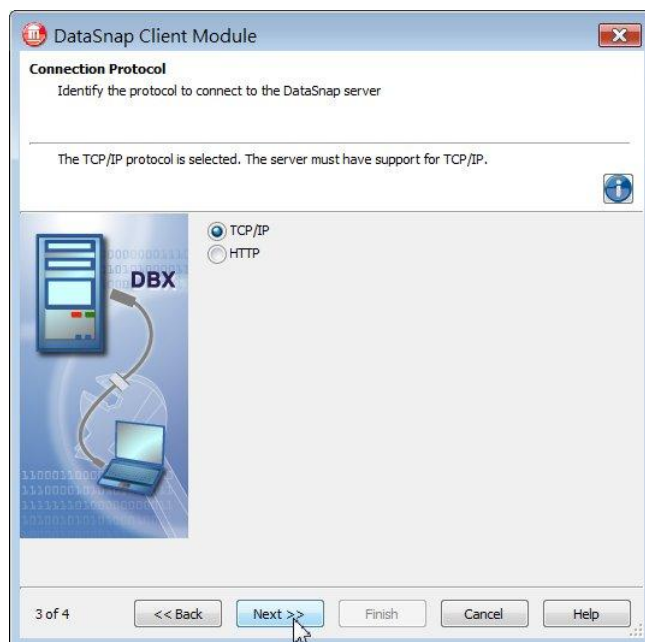 DataSnap Client Module
Connection Protocol
Identify the protocol to connect to the DataSnap server
The TCP/IP protocol is selected. The server must have support for TCP/IP.
TCP/IP
HTTP
DBX
3 of 4
<< Back
Next >>
Finish
Cancel
Help